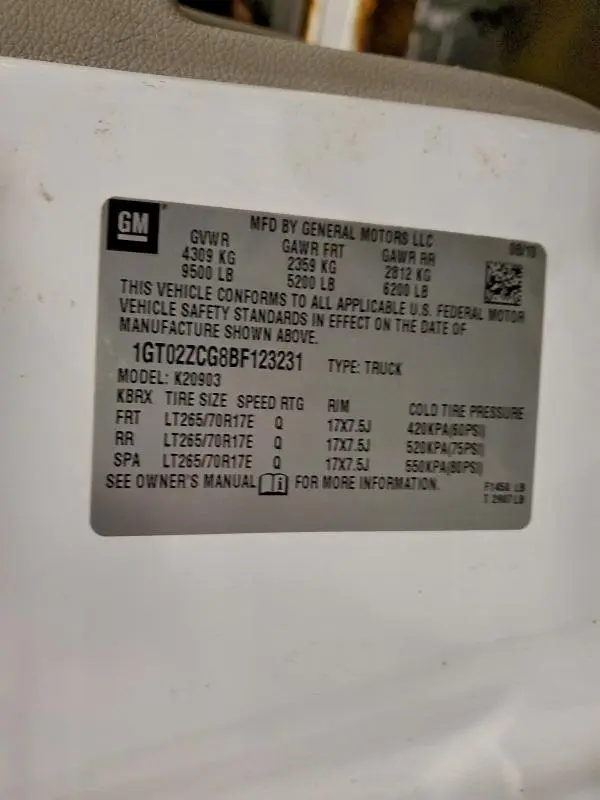 GM
MFD BY GENERAL MOTORS LLC 08/10
GVWR GAWR FRT GAWR RR
4309 KG 2359 KG 2812 KG
9500 LB 5200 LB 6200 LB
THIS VEHICLE CONFORMS TO ALL APPLICABLE U.S. FEDERAL MOTOR
VEHICLE SAFETY STANDARDS IN EFFECT ON THE DATE OF
MANUFACTURE SHOWN ABOVE.
1GT02ZCG8BF123231 TYPE: TRUCK
MODEL: K20903
KBRX TIRE SIZE SPEED RTG RIM COLD TIRE PRESSURE
FRT LT265/70R17E Q 17X7.5J 420KPA(60PSI)
RR LT265/70R17E Q 17X7.5J 520KPA(75PSI)
SPA LT265/70R17E Q 17X7.5J 550KPA(80PSI)
SEE OWNER'S MANUAL FOR MORE INFORMATION.
LB
LB